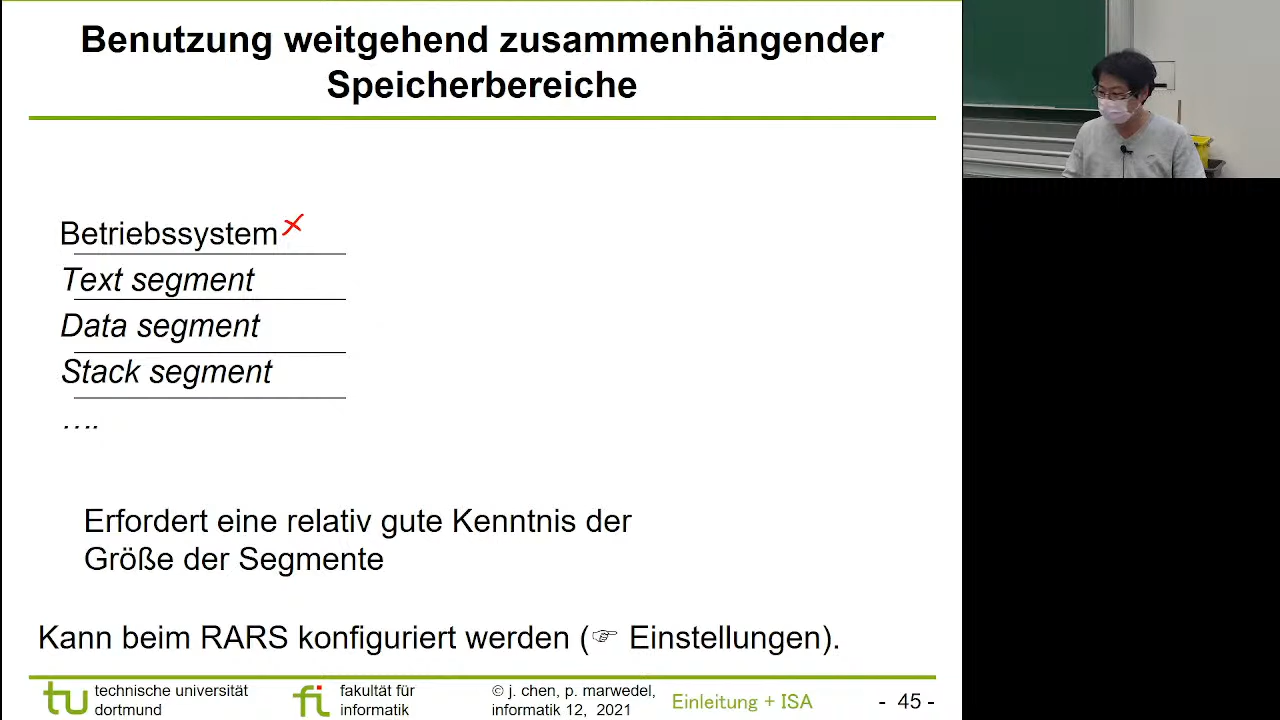 Benutzung weitgehend zusammenhängender
Speicherbereiche
Betriebssystem
Text segment
Data segment
Stack segment
….
Erfordert eine relativ gute Kenntnis der
Größe der Segmente
Kann beim RARS konfiguriert werden (☞ Einstellungen).
tu technische universität
dortmund
fi fakultät für
informatik
© j. chen, p. marwedel,
informatik 12, 2021
Einleitung + ISA
- 45 -